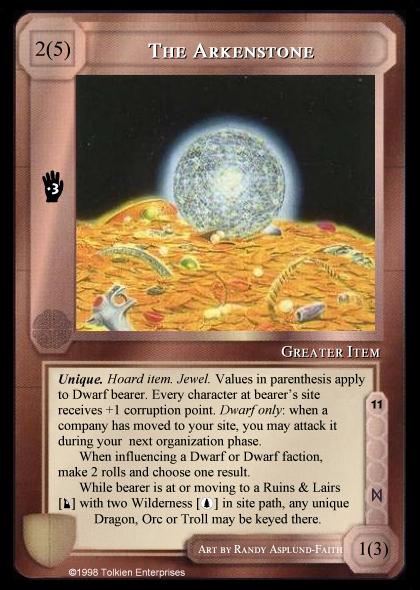 2(5)
The Arkenstone
3
Greater Item
Unique. Hoard item. Jewel. Values in parenthesis apply
to Dwarf bearer. Every character at bearer's site
receives +1 corruption point. Dwarf only: when a
company has moved to your site, you may attack it
during your next organization phase.
When influencing a Dwarf or Dwarf faction,
make 2 rolls and choose one result.
While bearer is at or moving to a Ruins & Lairs
[] with two Wilderness [] in site path, any unique
Dragon, Orc or Troll may be keyed there.
11
Art by Randy Asplund-Faith
1(3)
©1998 Tolkien Enterprises